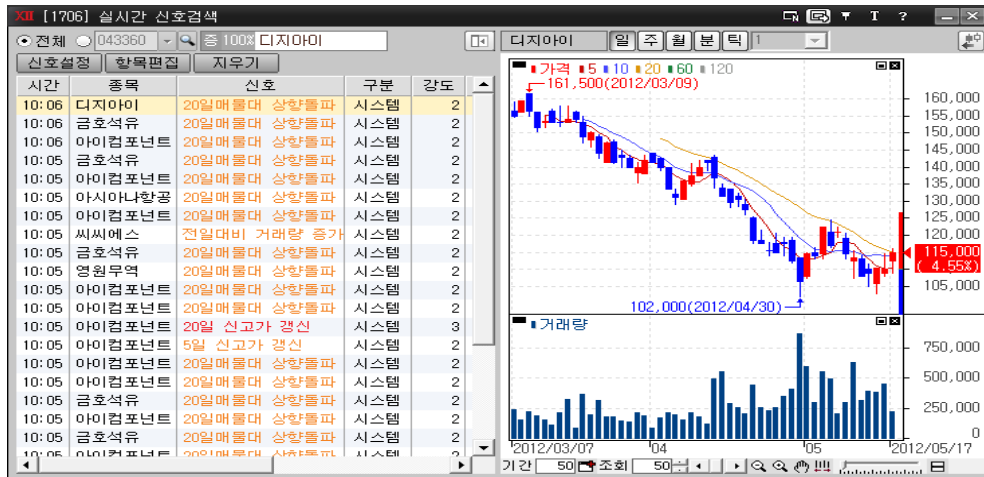 XII [1706] 실시간 신호검색 N T ?
전체 043360 증 100% 디지아이
신호설정 항목편집 지우기
시간 종목 신호 구분 강도
10:06 디지아이 20일매물대 상향돌파 시스템 2
10:06 금호석유 20일매물대 상향돌파 시스템 2
10:06 아이컴포넌트 20일매물대 상향돌파 시스템 2
10:05 금호석유 20일매물대 상향돌파 시스템 2
10:05 아이컴포넌트 20일매물대 상향돌파 시스템 2
10:05 아시아나항공 20일매물대 상향돌파 시스템 2
10:05 아이컴포넌트 20일매물대 상향돌파 시스템 2
10:05 씨씨에스 전일대비 거래량 증가 시스템 2
10:05 금호석유 20일매물대 상향돌파 시스템 2
10:05 영원무역 20일매물대 상향돌파 시스템 2
10:05 아이컴포넌트 20일매물대 상향돌파 시스템 2
10:05 아이컴포넌트 20일매물대 상향돌파 시스템 2
10:05 아이컴포넌트 20일 신고가 갱신 시스템 3
10:05 아이컴포넌트 5일 신고가 갱신 시스템 2
10:05 아이컴포넌트 20일매물대 상향돌파 시스템 2
10:05 아이컴포넌트 20일매물대 상향돌파 시스템 2
10:05 금호석유 20일매물대 상향돌파 시스템 2
10:05 아이컴포넌트 20일매물대 상향돌파 시스템 2
10:05 금호석유 20일매물대 상향돌파 시스템 2
10:05 아이컴포넌트 20일매물대 상향돌파 시스템 2
디지아이 일 주 월 분 틱 1
가격 5 10 20 60 120
161,500(2012/03/09)
160,000
155,000
150,000
145,000
140,000
135,000
130,000
125,000
120,000
115,000
( 4.55%)
105,000
102,000(2012/04/30)
거래량
750,000
500,000
250,000
0
2012/03/07 04 05 2012/05/17
기간 50 조회 50